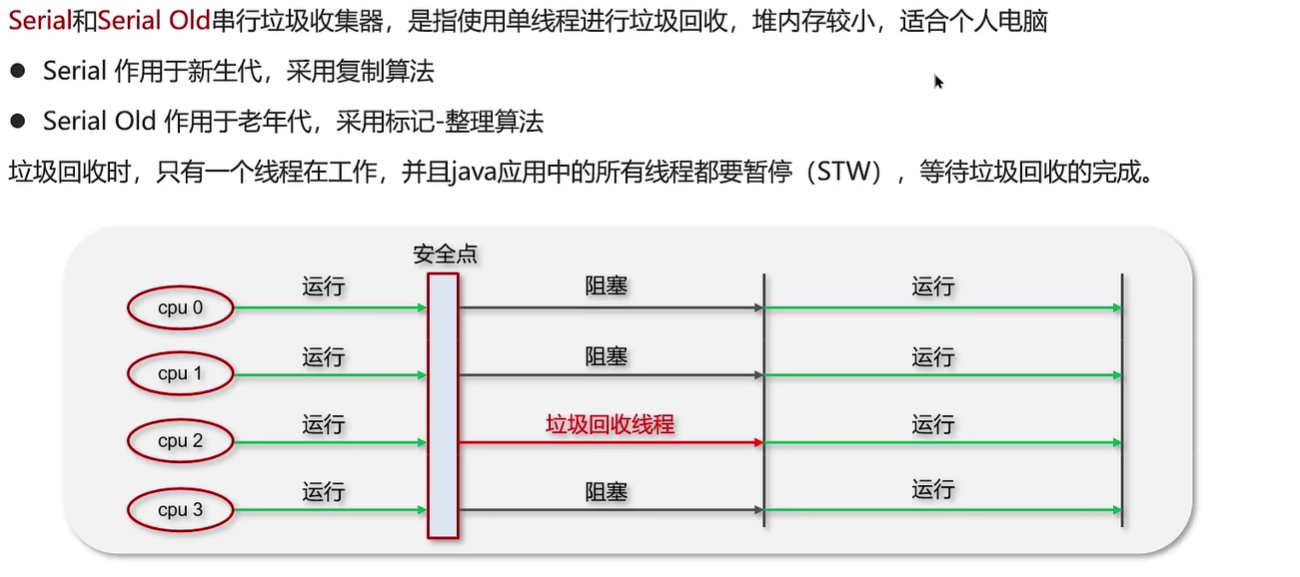 Serial和Serial Old串行垃圾收集器，是指使用单线程进行垃圾回收，堆内存较小，适合个人电脑
● Serial 作用于新生代，采用复制算法
● Serial Old 作用于老年代，采用标记-整理算法
垃圾回收时，只有一个线程在工作，并且java应用中的所有线程都要暂停（STW），等待垃圾回收的完成。
安全点
cpu 0 运行 阻塞 运行
cpu 1 运行 阻塞 运行
cpu 2 运行 垃圾回收线程 运行
cpu 3 运行 阻塞 运行